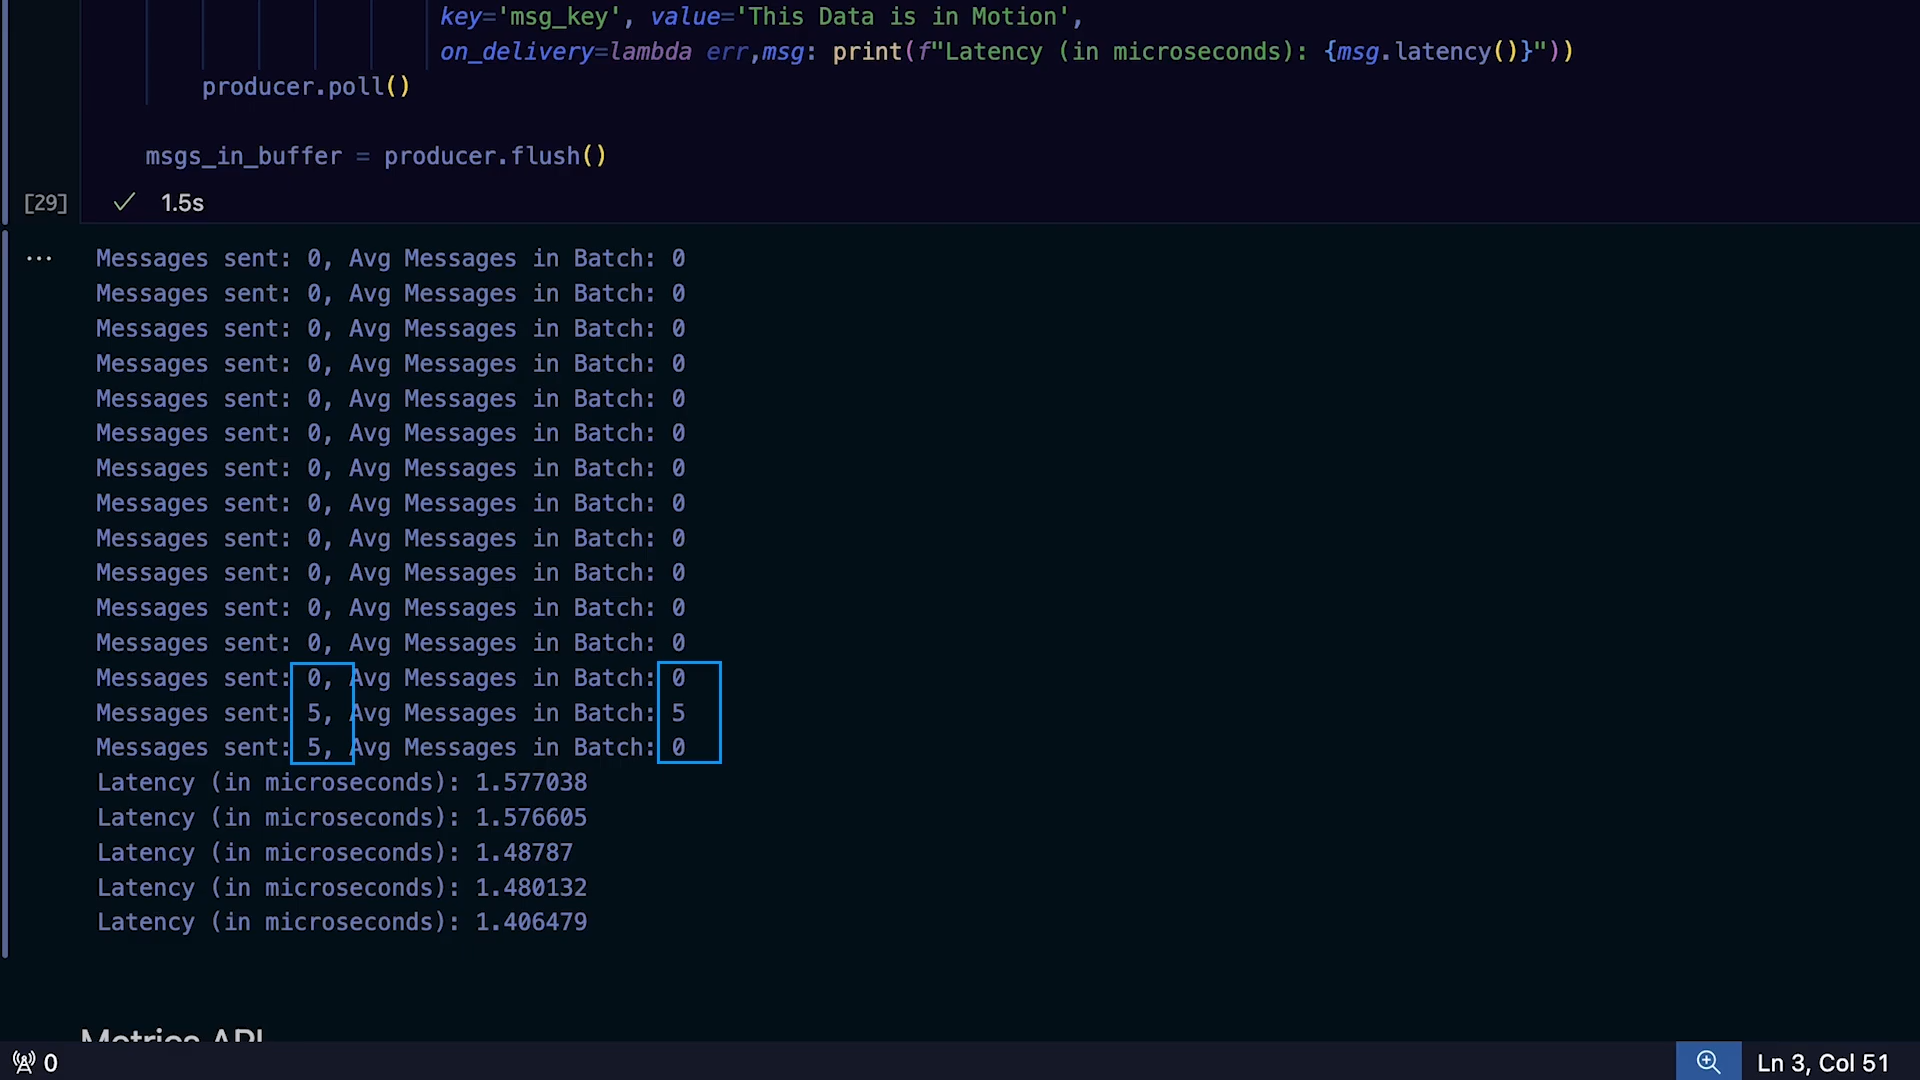 key='msg_key', value='This Data is in Motion',
on_delivery=lambda err,msg: print(f"Latency (in microseconds): {msg.latency()}"))
producer.poll()
msgs_in_buffer = producer.flush()
[29] ✓ 1.5s
...
Messages sent: 0, Avg Messages in Batch: 0
Messages sent: 0, Avg Messages in Batch: 0
Messages sent: 0, Avg Messages in Batch: 0
Messages sent: 0, Avg Messages in Batch: 0
Messages sent: 0, Avg Messages in Batch: 0
Messages sent: 0, Avg Messages in Batch: 0
Messages sent: 0, Avg Messages in Batch: 0
Messages sent: 0, Avg Messages in Batch: 0
Messages sent: 0, Avg Messages in Batch: 0
Messages sent: 0, Avg Messages in Batch: 0
Messages sent: 0, Avg Messages in Batch: 0
Messages sent: 0, Avg Messages in Batch: 0
Messages sent: 0, Avg Messages in Batch: 0
Messages sent: 5, Avg Messages in Batch: 5
Messages sent: 5, Avg Messages in Batch: 0
Latency (in microseconds): 1.577038
Latency (in microseconds): 1.576605
Latency (in microseconds): 1.48787
Latency (in microseconds): 1.480132
Latency (in microseconds): 1.406479
Metrics API
0
Ln 3, Col 51